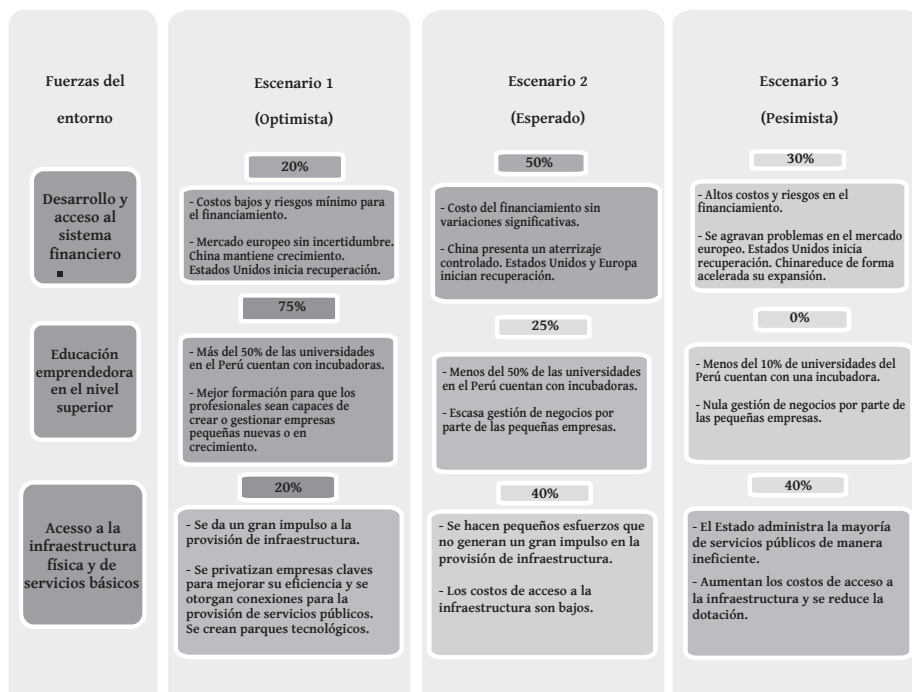 Fuerzas del
entorno
Escenario 1
(Optimista)
Escenario 2
(Esperado)
Escenario 3
(Pesimista)
Desarrollo y
acceso al
sistema
financiero
20%
- Costos bajos y riesgos mínimo para
el financiamiento.
- Mercado europeo sin incertidumbre.
China mantiene crecimiento.
Estados Unidos inicia recuperación.
50%
- Costo del financiamiento sin
variaciones significativas.
- China presenta un aterrizaje
controlado. Estados Unidos y Europa
inician recuperación.
30%
- Altos costos y riesgos en el
financiamiento.
- Se agravan problemas en el mercado
europeo. Estados Unidos inicia
recuperación. Chinareduce de forma
acelerada su expansión.
Educación
emprendedora
en el nivel
superior
75%
- Más del 50% de las universidades
en el Perú cuentan con incubadoras.
- Mejor formación para que los
profesionales sean capaces de
crear o gestionar empresas
pequeñas nuevas o en
crecimiento.
25%
- Menos del 50% de las universidades
en el Perú cuentan con incubadoras.
- Escasa gestión de negocios por
parte de las pequeñas empresas.
0%
- Menos del 10% de universidades del
Perú cuentan con una incubadora.
- Nula gestión de negocios por parte de
las pequeñas empresas.
Acesso a la
infraestructura
física y de
servicios básicos
20%
- Se da un gran impulso a la
provisión de infraestructura.
- Se privatizan empresas claves
para mejorar su eficiencia y se
otorgan conexiones para la
provisión de servicios públicos.
Se crean parques tecnológicos.
40%
- Se hacen pequeños esfuerzos que
no generan un gran impulso en la
provisión de infraestructura.
- Los costos de acceso a la
infraestructura son bajos.
40%
- El Estado administra la mayoría
de servicios públicos de manera
ineficiente.
- Aumentan los costos de acceso a
la infraestructura y se reduce la
dotación.